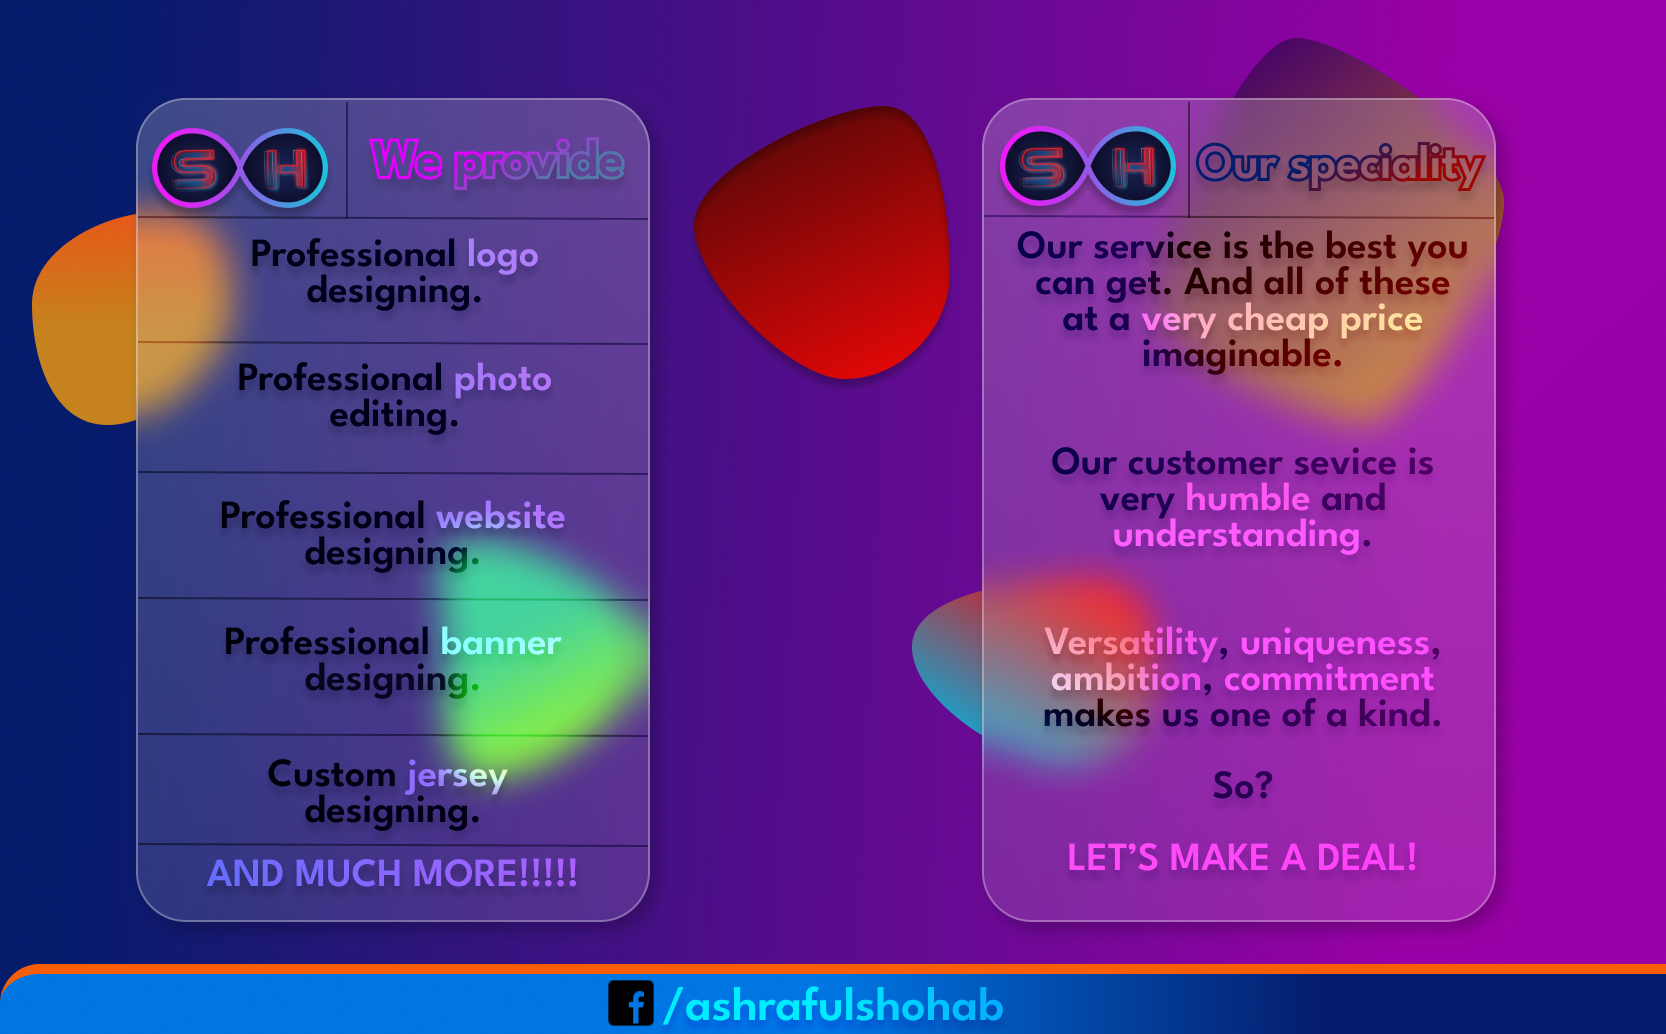 SH
We provide
Professional logo
designing.
Professional photo
editing.
Professional website
designing.
Professional banner
designing.
Custom jersey
designing.
AND MUCH MORE!!!!!
SH
Our speciality
Our service is the best you
can get. And all of these
at a very cheap price
imaginable.
Our customer sevice is
very humble and
understanding.
Versatility, uniqueness,
ambition, commitment
makes us one of a kind.
So?
LET’S MAKE A DEAL!
f /ashrafulshohab